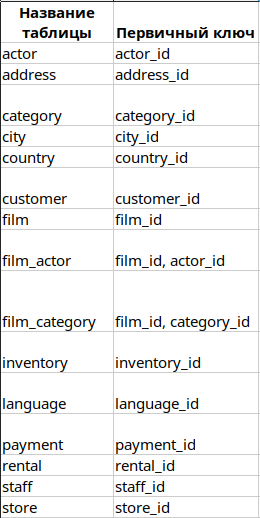 Название таблицы Первичный ключ
actor actor_id
address address_id
category category_id
city city_id
country country_id
customer customer_id
film film_id
film_actor film_id, actor_id
film_category film_id, category_id
inventory inventory_id
language language_id
payment payment_id
rental rental_id
staff staff_id
store store_id